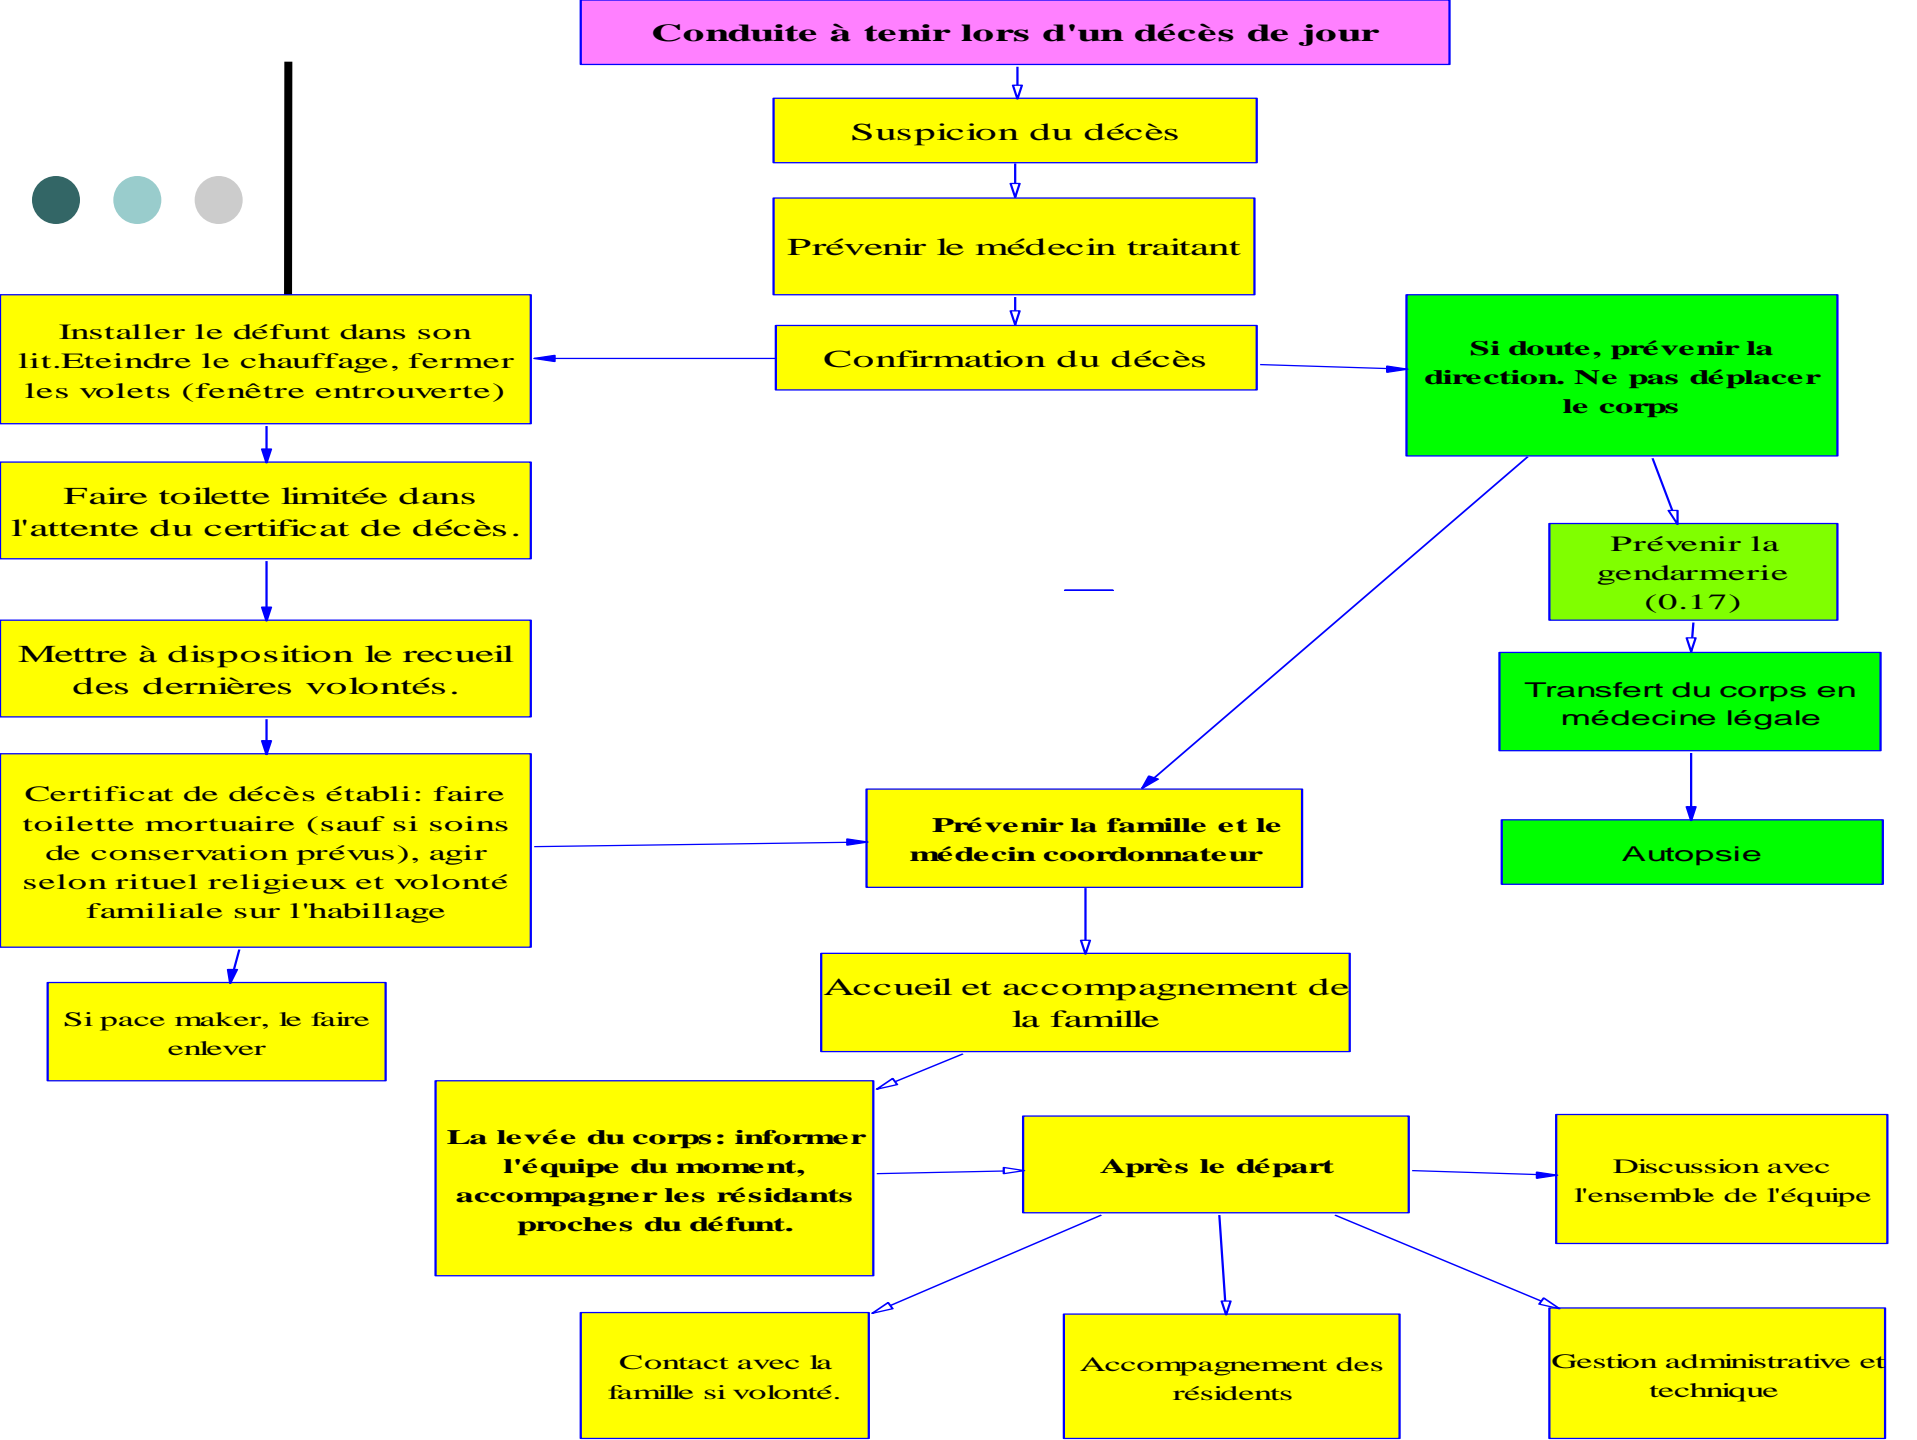 Conduite à tenir lors d'un décès de jour
Suspicion du décès
Prévenir le médecin traitant
Confirmation du décès
Installer le défunt dans son
lit.Eteindre le chauffage, fermer
les volets (fenêtre entrouverte)
Si doute, prévenir la
direction. Ne pas déplacer
le corps
Faire toilette limitée dans
l'attente du certificat de décès.
Prévenir la
gendarmerie
(0.17)
Mettre à disposition le recueil
des dernières volontés.
Transfert du corps en
médecine légale
Certificat de décès établi: faire
toilette mortuaire (sauf si soins
de conservation prévus), agir
selon rituel religieux et volonté
familiale sur l'habillage
Prévenir la famille et le
médecin coordonnateur
Autopsie
Si pace maker, le faire
enlever
Accueil et accompagnement de
la famille
La levée du corps: informer
l'équipe du moment,
accompagner les résidants
proches du défunt.
Après le départ
Discussion avec
l'ensemble de l'équipe
Contact avec la
famille si volonté.
Accompagnement des
résidents
Gestion administrative et
technique